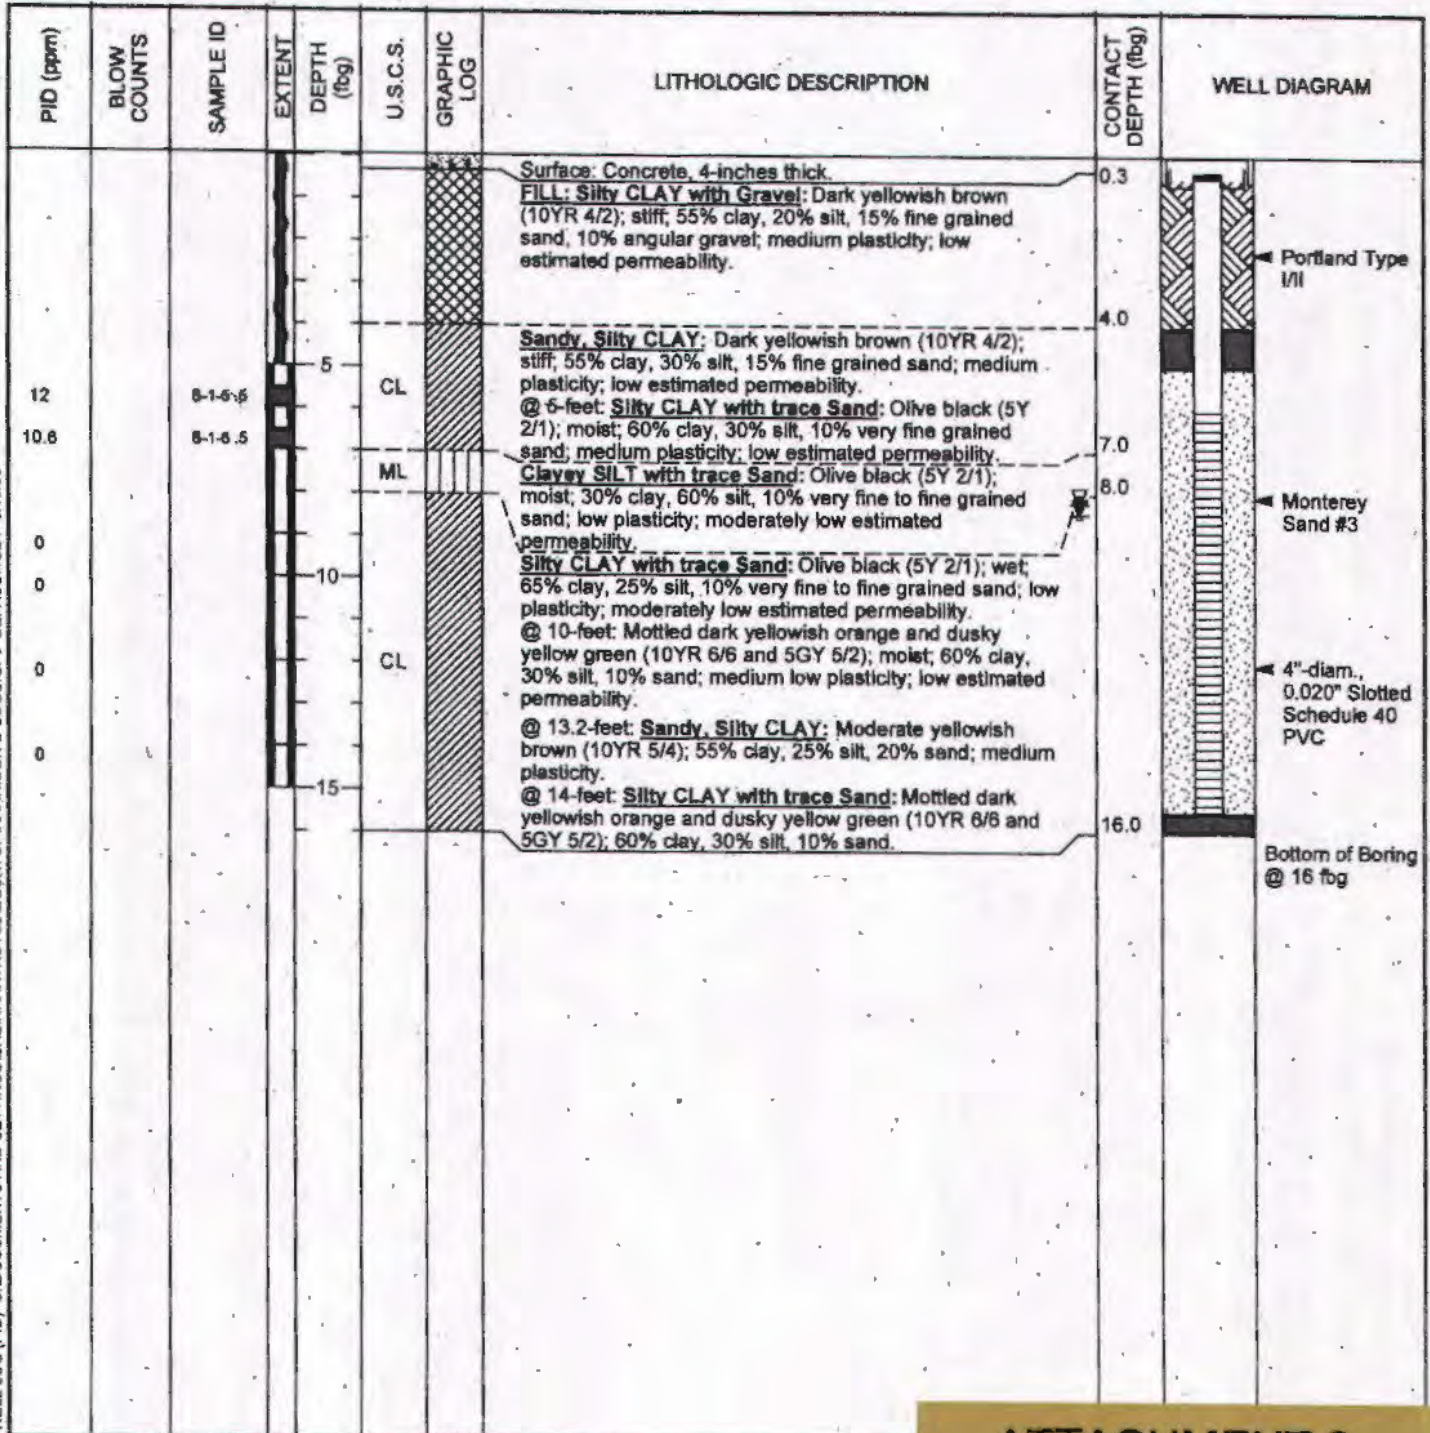 PID (ppm)
BLOW
COUNTS
SAMPLE ID
EXTENT
DEPTH
(fbg)
U.S.C.S.
GRAPHIC
LOG
LITHOLOGIC DESCRIPTION
CONTACT
DEPTH (fbg)
WELL DIAGRAM
Surface: Concrete, 4-inches thick.
0.3
FILL: Silty CLAY with Gravel: Dark yellowish brown
(10YR 4/2); stiff; 55% clay, 20% silt, 15% fine grained
sand, 10% angular gravel; medium plasticity; low
estimated permeability.
Portland Type
I/II
4.0
Sandy, Silty CLAY: Dark yellowish brown (10YR 4/2);
stiff; 55% clay, 30% silt, 15% fine grained sand; medium
plasticity; low estimated permeability.
5
CL
12
10.6
@ 6-feet: Silty CLAY with trace Sand: Olive black (5Y
2/1); moist; 60% clay, 30% silt, 10% very fine grained
sand; medium plasticity; low estimated permeability.
7.0
ML
Clayey SILT with trace Sand: Olive black (5Y 2/1);
moist; 30% clay, 60% silt, 10% very fine to fine grained
sand; low plasticity; moderately low estimated
permeability.
8.0
Monterey
Sand #3
0
Silty CLAY with trace Sand: Olive black (5Y 2/1); wet;
65% clay, 25% silt, 10% very fine to fine grained sand; low
plasticity; moderately low estimated permeability.
0
10
@ 10-feet: Mottled dark yellowish orange and dusky
yellow green (10YR 6/6 and 5GY 5/2); moist; 60% clay,
30% silt, 10% sand; medium low plasticity; low estimated
permeability.
0
CL
4"-diam.,
0.020" Slotted
Schedule 40
PVC
@ 13.2-feet: Sandy, Silty CLAY: Moderate yellowish
brown (10YR 5/4); 55% clay, 25% silt, 20% sand; medium
plasticity.
0
15
@ 14-feet: Silty CLAY with trace Sand: Mottled dark
yellowish orange and dusky yellow green (10YR 6/6 and
5GY 5/2); 60% clay, 30% silt, 10% sand.
16.0
Bottom of Boring
@ 16 fbg